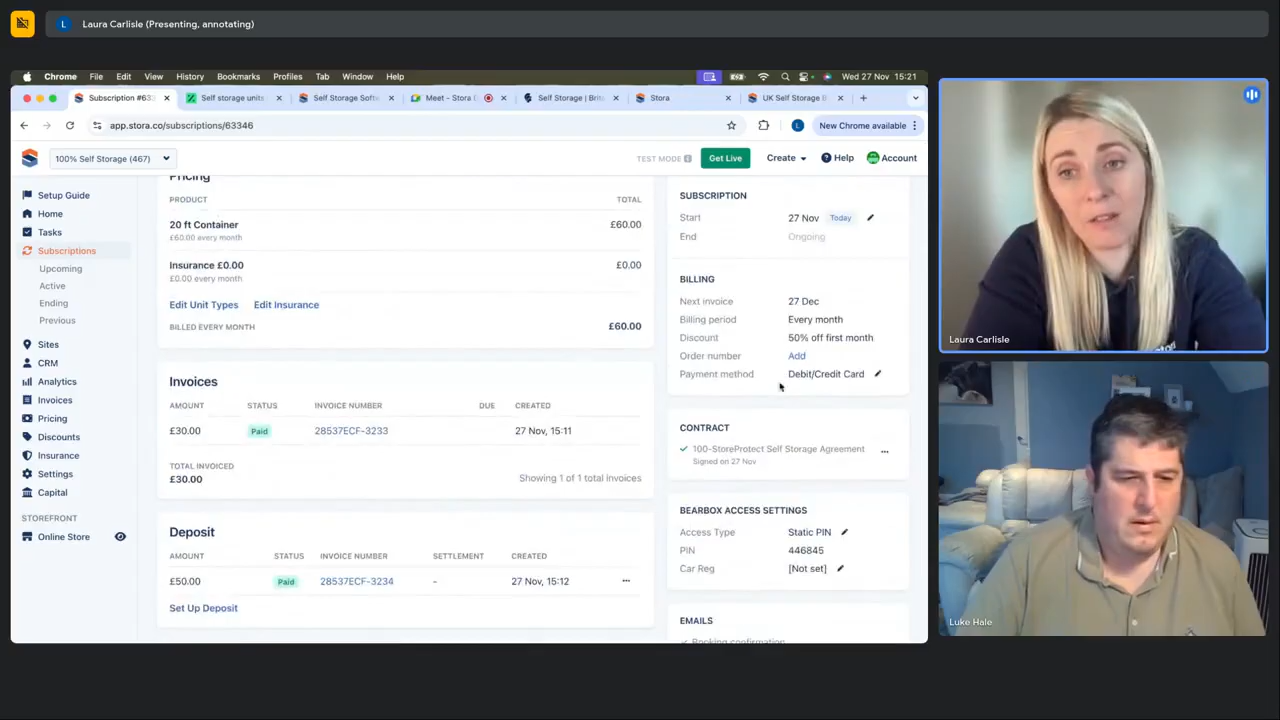 Laura Carlisle (Presenting, annotating)
Chrome File Edit View History Bookmarks Profiles Tab Window Help Wed 27 Nov 15:21
Subscription #63 Self storage units Self Storage Soft Meet – Stora Self Storage | Brit Stora UK Self Storage B
app.stora.co/subscriptions/63346 New Chrome available
100% Self Storage (467) TEST MODE Get Live Create Help Account
Setup Guide
Home
Tasks
Subscriptions
Upcoming
Active
Ending
Previous
Sites
CRM
Analytics
Invoices
Pricing
Discounts
Insurance
Settings
Capital
STOREFRONT
Online Store
Pricing
PRODUCT TOTAL
20 ft Container £60.00
£60.00 every month
Insurance £0.00 £0.00
£0.00 every month
Edit Unit Types Edit Insurance
BILLED EVERY MONTH £60.00
Invoices
AMOUNT STATUS INVOICE NUMBER DUE CREATED
£30.00 Paid 28537ECF-3233 27 Nov, 15:11
TOTAL INVOICED
£30.00 Showing 1 of 1 total invoices
Deposit
AMOUNT STATUS INVOICE NUMBER SETTLEMENT CREATED
£50.00 Paid 28537ECF-3234 - 27 Nov, 15:12
Set Up Deposit
SUBSCRIPTION
Start 27 Nov Today
End Ongoing
BILLING
Next invoice 27 Dec
Billing period Every month
Discount 50% off first month
Order number Add
Payment method Debit/Credit Card
CONTRACT
100-StoreProtect Self Storage Agreement
Signed on 27 Nov
BEARBOX ACCESS SETTINGS
Access Type Static PIN
PIN 446845
Car Reg [Not set]
EMAILS
Booking confirmation
Laura Carlisle
Luke Hale